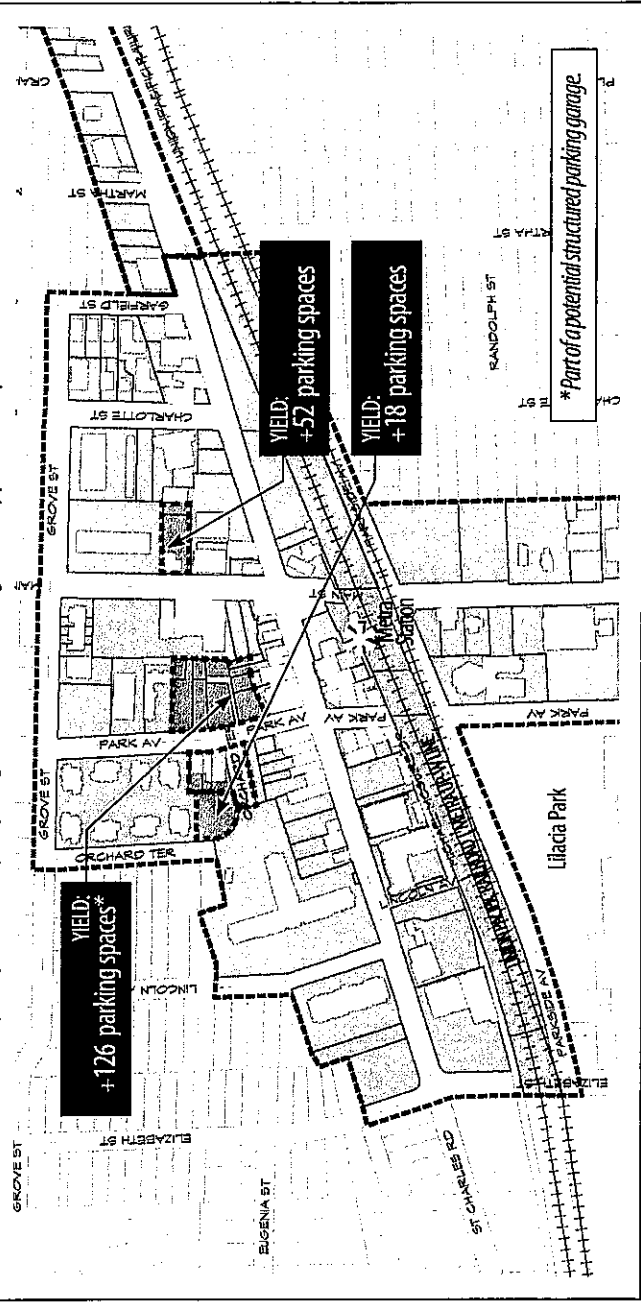 GROVE ST
GROVE ST
GROVE ST
MARTHA ST
GARFIELD ST
CHARLOTTE ST
PARK AV
ORCHARD TER
YIELD:
+126 parking spaces*
YIELD:
+52 parking spaces
YIELD:
+18 parking spaces
PARK AV
PARK AV
MAIN ST
Metra
Station
LINCOLN
ELIZABETH ST
EUGENIA ST
ST CHARLES RD
ELIZABETH ST
PARKSIDE AV
Lilacia Park
PARK AV
RANDOLPH ST
*Part of a potential structured parking garage.